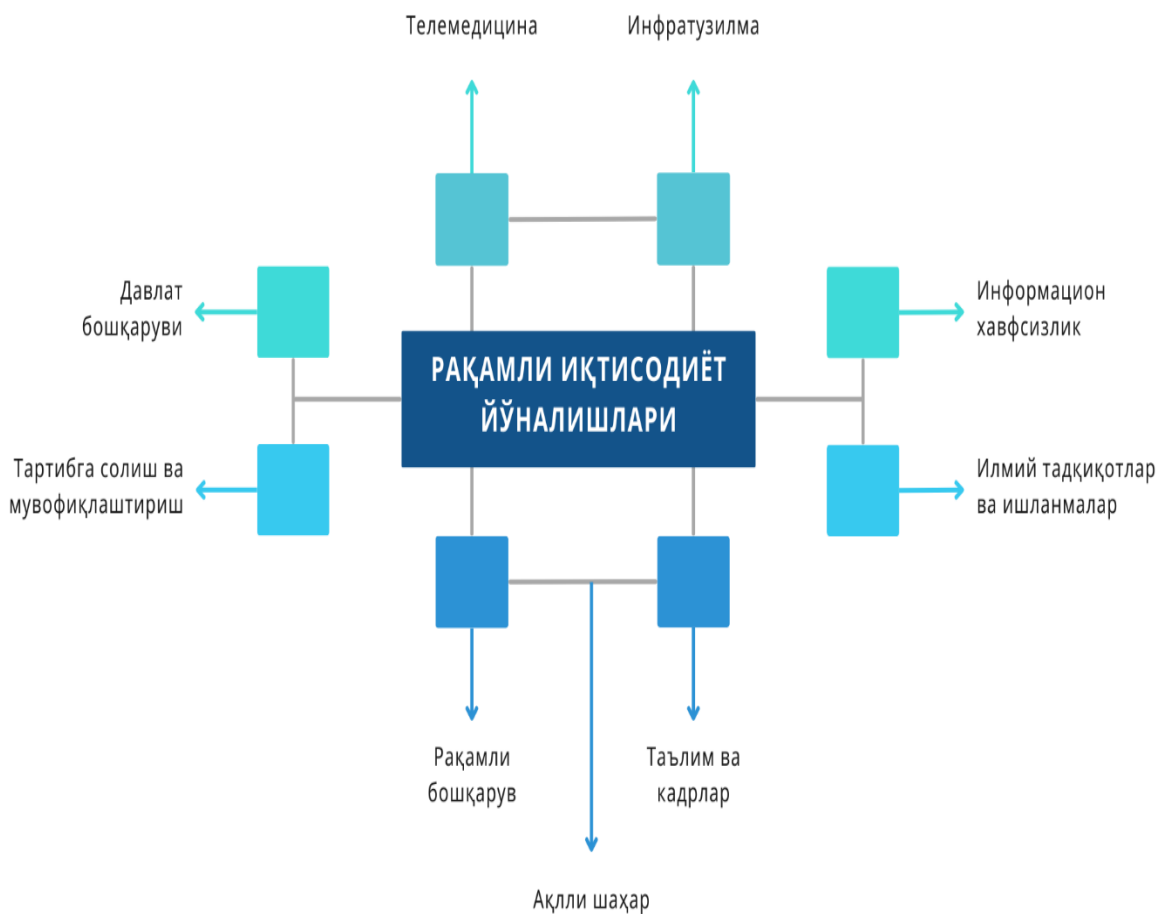 Телемедицина
Инфратузилма
Давлат
бошқаруви
Информацион
хавфсизлик
РАҚАМЛИ ИҚТИСОДИЁТ
ЙЎНАЛИШЛАРИ
Тартибга солиш ва
мувофиқлаштириш
Илмий тадқиқотлар
ва ишланмалар
Рақамли
бошқарув
Таълим ва
кадрлар
Ақлли шаҳар